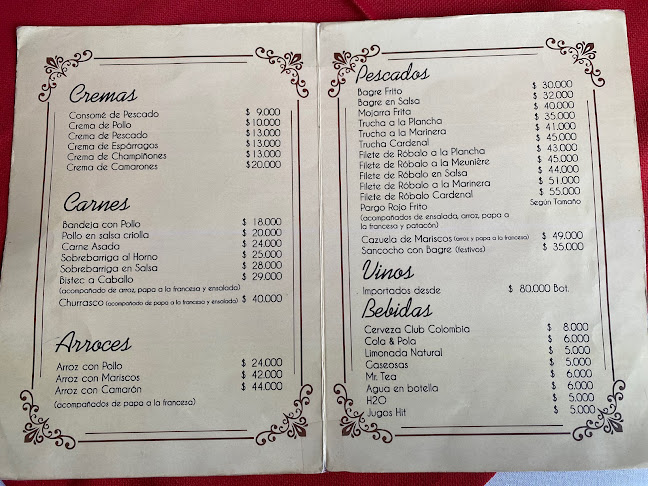 Cremas
Consomé de Pescado $ 9.000
Crema de Pollo $10.000
Crema de Pescado $13.000
Crema de Espárragos $13.000
Crema de Champiñones $13.000
Crema de Camarones $20.000
Carnes
Bandeja con Pollo $ 18.000
Pollo en salsa criolla $ 20.000
Carne Asada $ 24.000
Sobrebarriga al Horno $ 25.000
Sobrebarriga en Salsa $ 28.000
Bistec a Caballo $ 29.000
(acompañado de arroz, papa a la francesa y ensalada)
Churrasco (acompañado de papa a la francesa y ensalada) $ 40.000
Arroces
Arroz con Pollo $ 24.000
Arroz con Mariscos $ 42.000
Arroz con Camarón $ 44.000
(acompañados de papa a la francesa)
Pescados
Bagre Frito $ 30.000
Bagre en Salsa $ 32.000
Mojarra Frita $ 40.000
Trucha a la Plancha $ 35.000
Trucha a la Marinera $ 41.000
Trucha Cardenal $ 45.000
Filete de Róbalo a la Plancha $ 43.000
Filete de Róbalo a la Meunière $ 45.000
Filete de Róbalo en Salsa $ 44.000
Filete de Róbalo a la Marinera $ 51.000
Filete de Róbalo Cardenal $ 55.000
Pargo Rojo Frito Según Tamaño
(acompañados de ensalada, arroz, papa a
la francesa y patacón)
Cazuela de Mariscos (arroz y papa a la francesa) $ 49.000
Sancocho con Bagre (festivos) $ 35.000
Vinos
Importados desde $ 80.000 Bot.
Bebidas
Cerveza Club Colombia $ 8.000
Cola & Pola $ 6.000
Limonada Natural $ 5.000
Gaseosas $ 5.000
Mr. Tea $ 6.000
Agua en botella $ 6.000
H2O $ 5.000
Jugos Hit $ 5.000